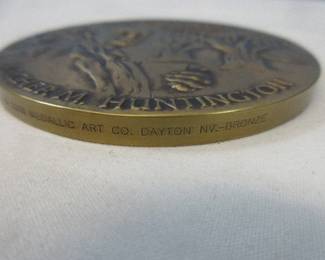 M. HUNTINGTON
MEDALLIC ART CO. DAYTON NV.-BRONZE